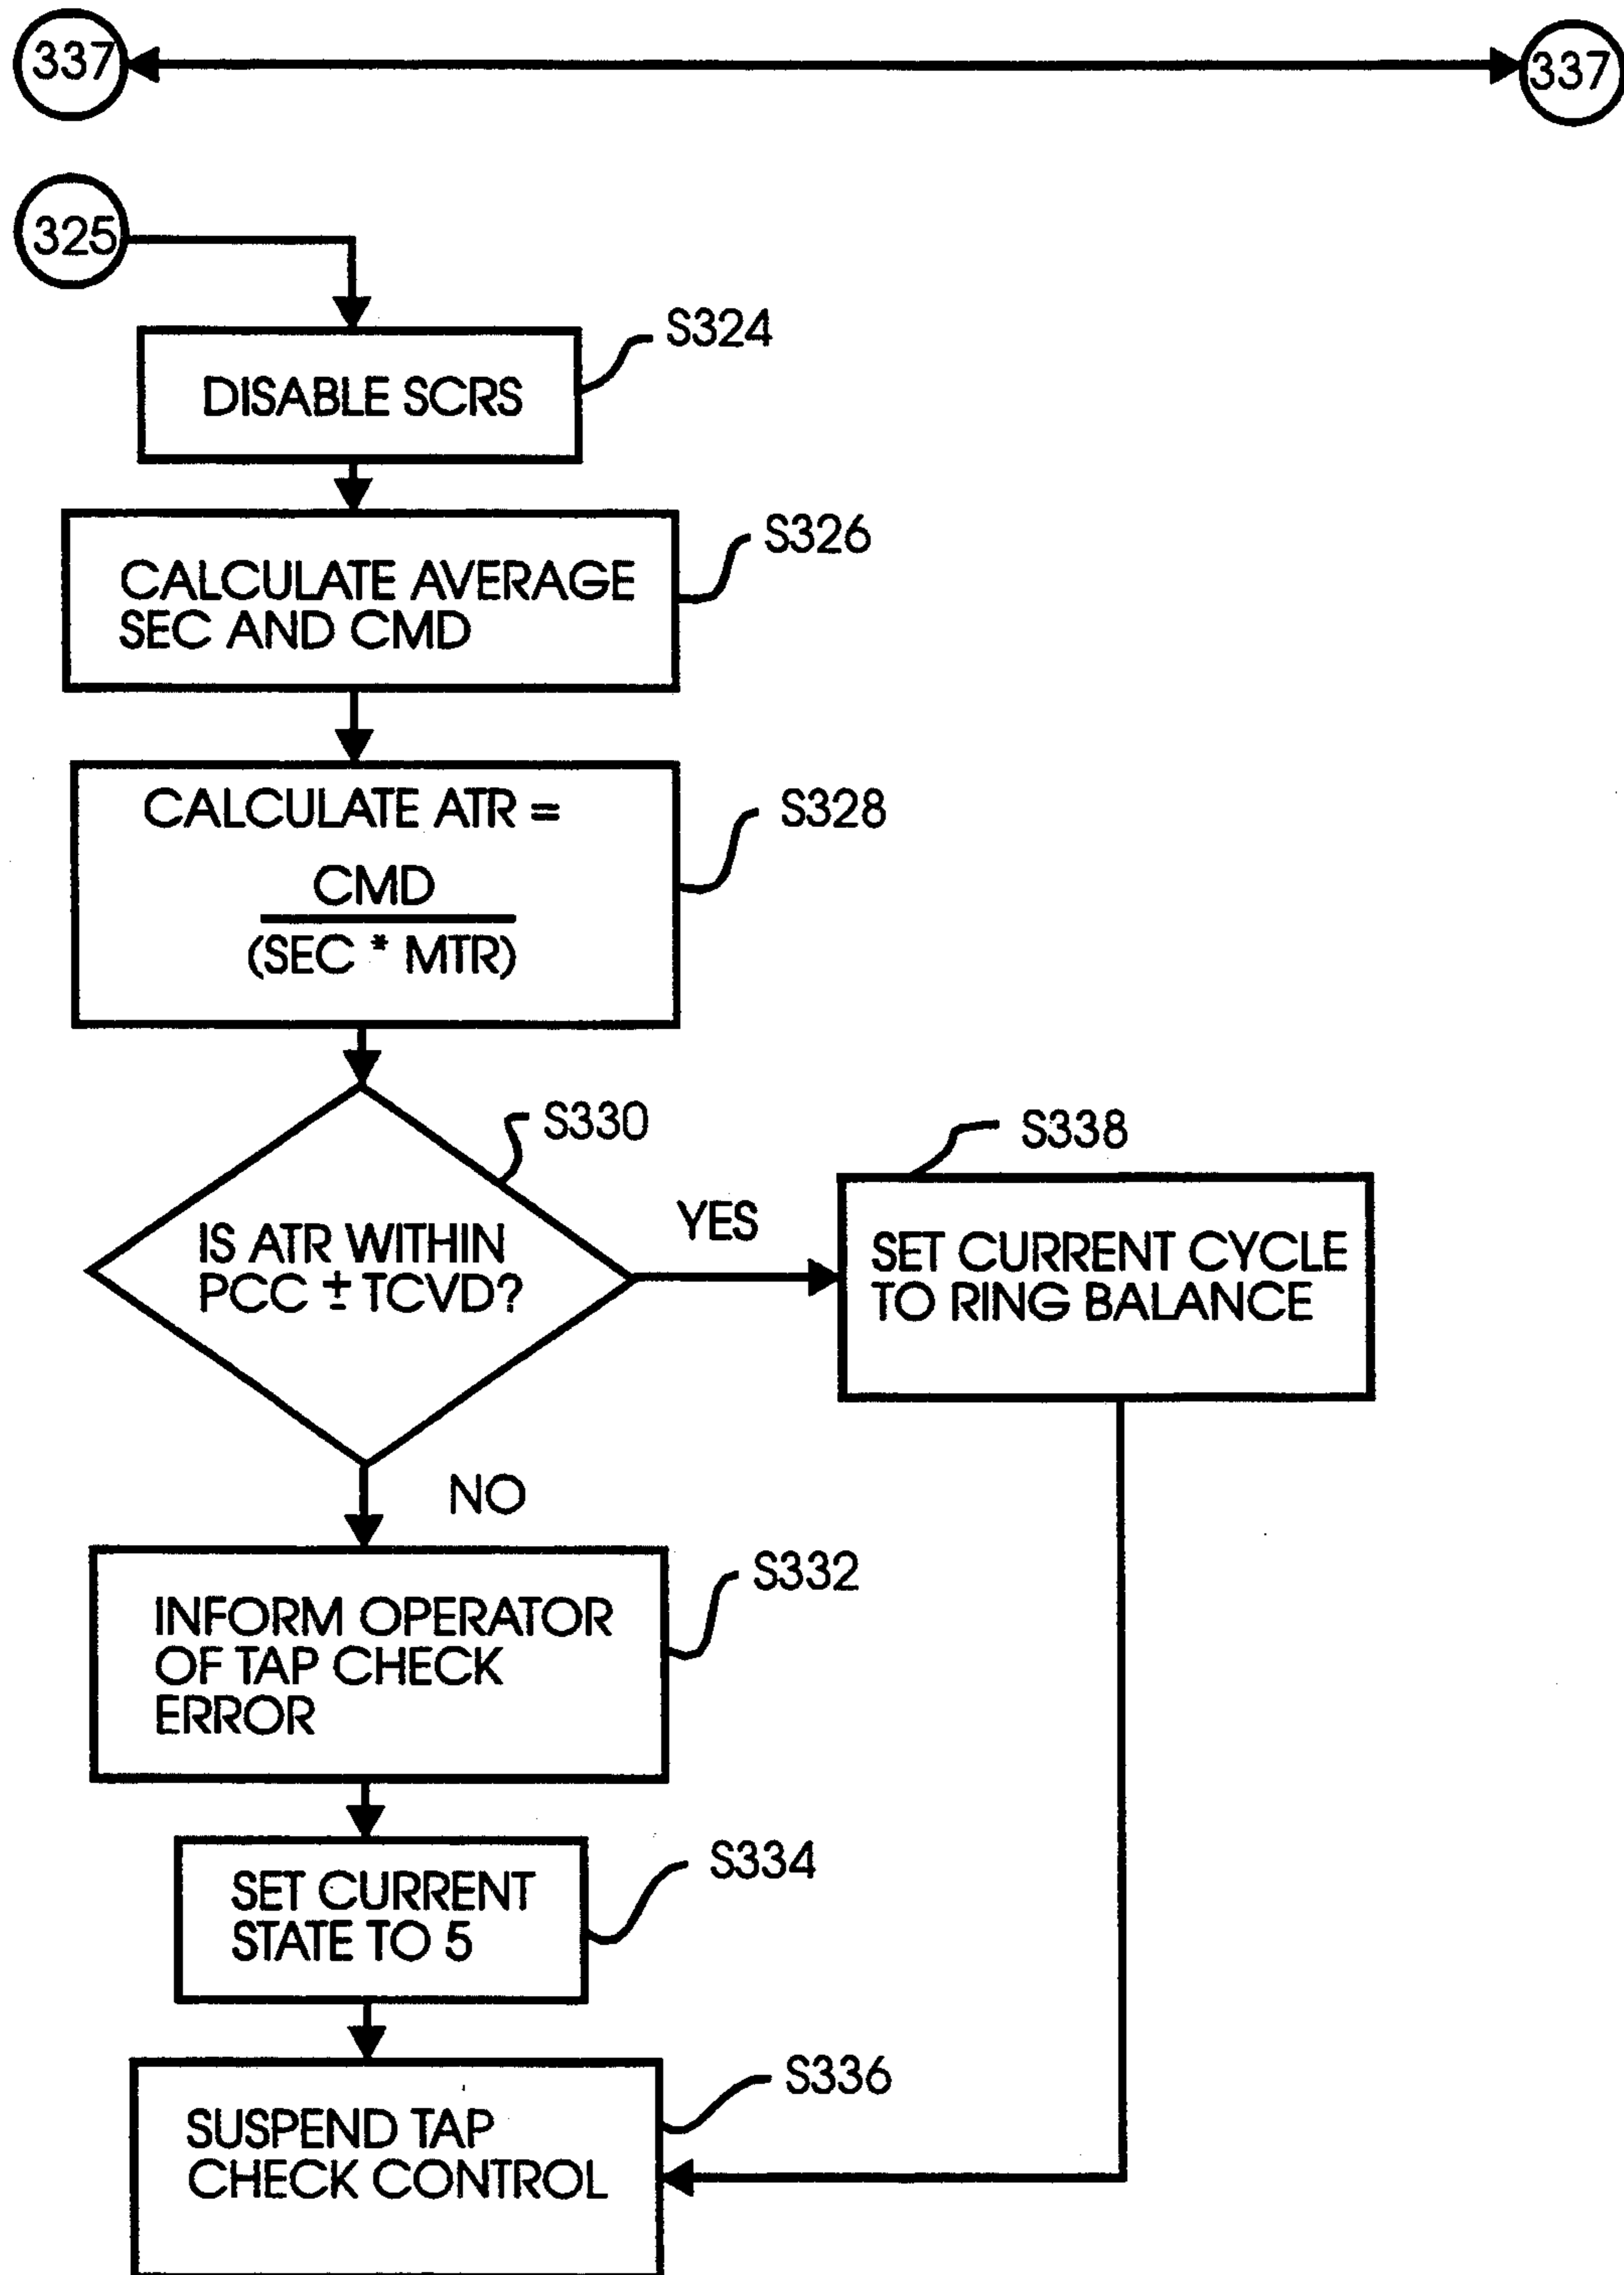 337
337
325
S324
DISABLE SCRS
S326
CALCULATE AVERAGE
SEC AND CMD
S328
CALCULATE ATR =
CMD
(SEC * MTR)
S330
IS ATR WITHIN
PCC ± TCVD?
YES
S338
SET CURRENT CYCLE
TO RING BALANCE
NO
S332
INFORM OPERATOR
OF TAP CHECK
ERROR
S334
SET CURRENT
STATE TO 5
S336
SUSPEND TAP
CHECK CONTROL